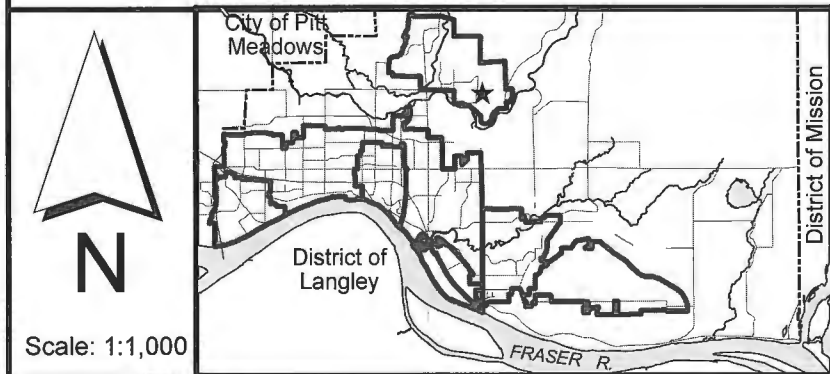 N
Scale: 1:1,000
City of Pitt
Meadows
District of
Langley
FRASER R.
District of Mission